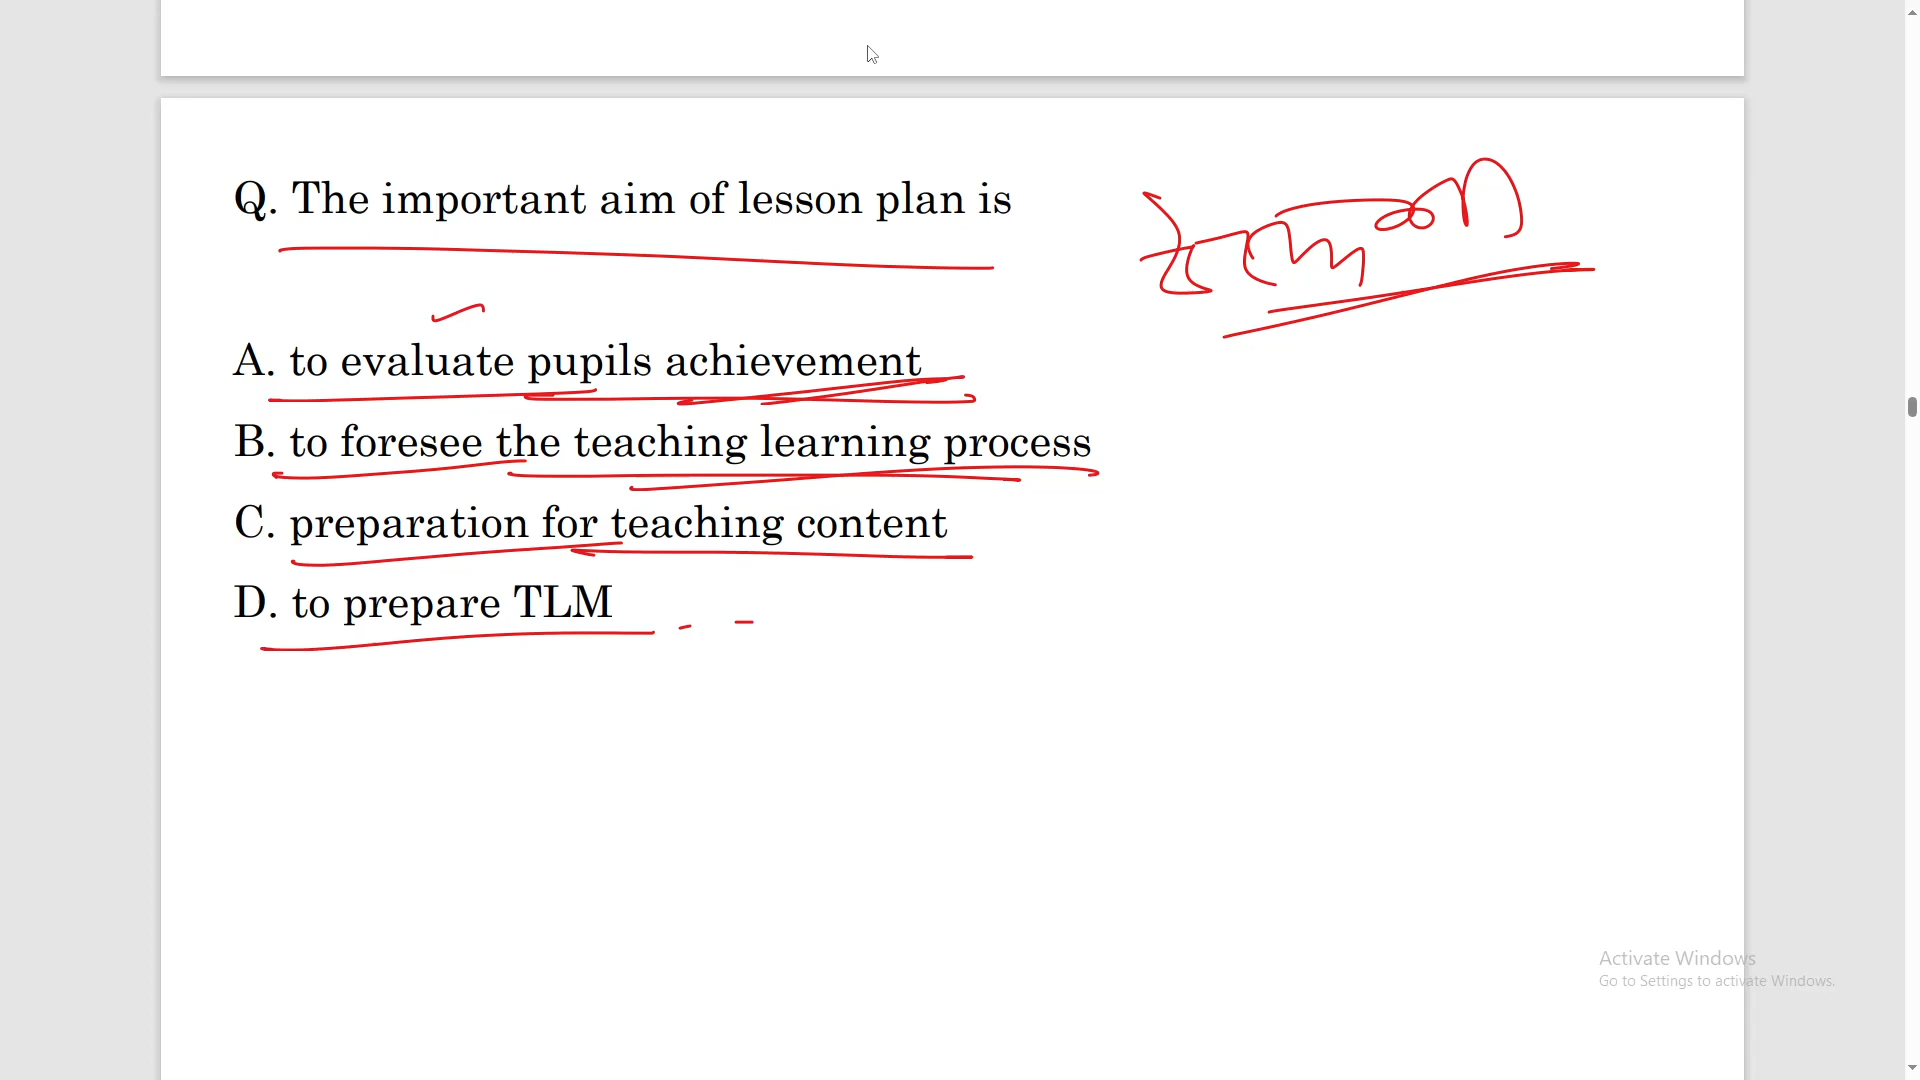 Q. The important aim of lesson plan is
A. to evaluate pupils achievement
B. to foresee the teaching learning process
C. preparation for teaching content
D. to prepare TLM
Activate Windows
Go to Settings to activate Windows.